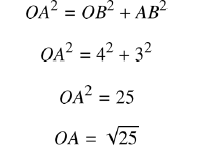 OA² = OB² + AB²
OA² = 4² + 3²
OA² = 25
OA = √25